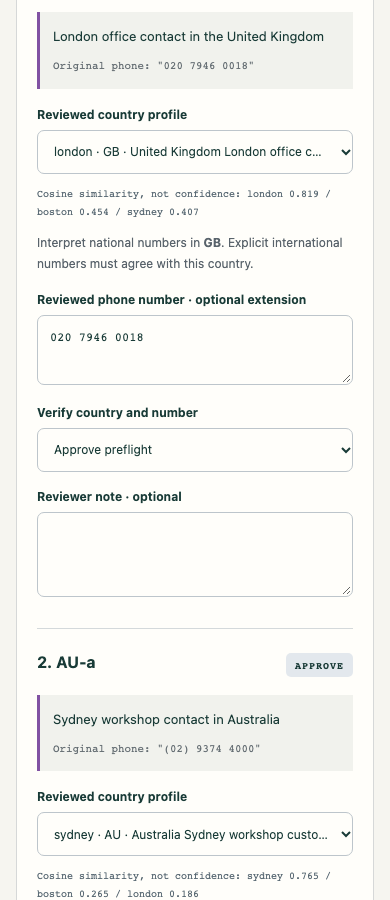 London office contact in the United Kingdom
Original phone: "020 7946 0018"
Reviewed country profile
london · GB · United Kingdom London office c...
Cosine similarity, not confidence: london 0.819 /
boston 0.454 / sydney 0.407
Interpret national numbers in GB. Explicit international
numbers must agree with this country.
Reviewed phone number · optional extension
020 7946 0018
Verify country and number
Approve preflight
Reviewer note · optional
2. AU-a
APPROVE
Sydney workshop contact in Australia
Original phone: "(02) 9374 4000"
Reviewed country profile
sydney · AU · Australia Sydney workshop custo...
Cosine similarity, not confidence: sydney 0.765 /
boston 0.265 / london 0.186